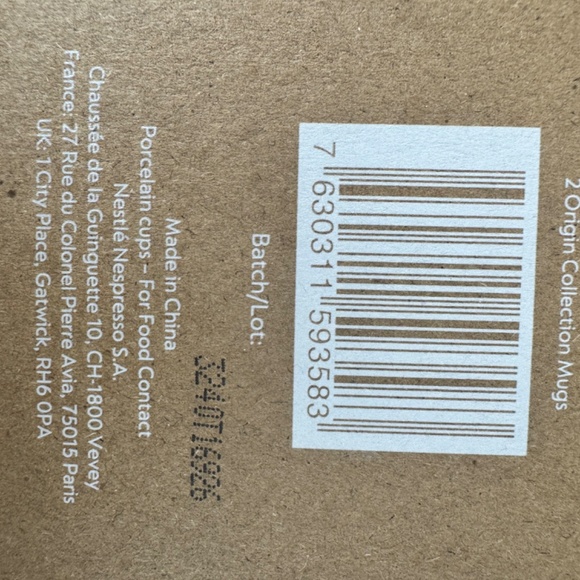 2 Origin Collection Mugs
7 630311 593583
Batch/Lot:
3240T16926
Made in China
Porcelain cups – For Food Contact
Nestlé Nespresso S.A.
Chaussée de la Guinguette 10, CH-1800 Vevey
France: 27 Rue du Colonel Pierre Avia, 75015 Paris
UK: 1 City Place, Gatwick, RH6 0PA